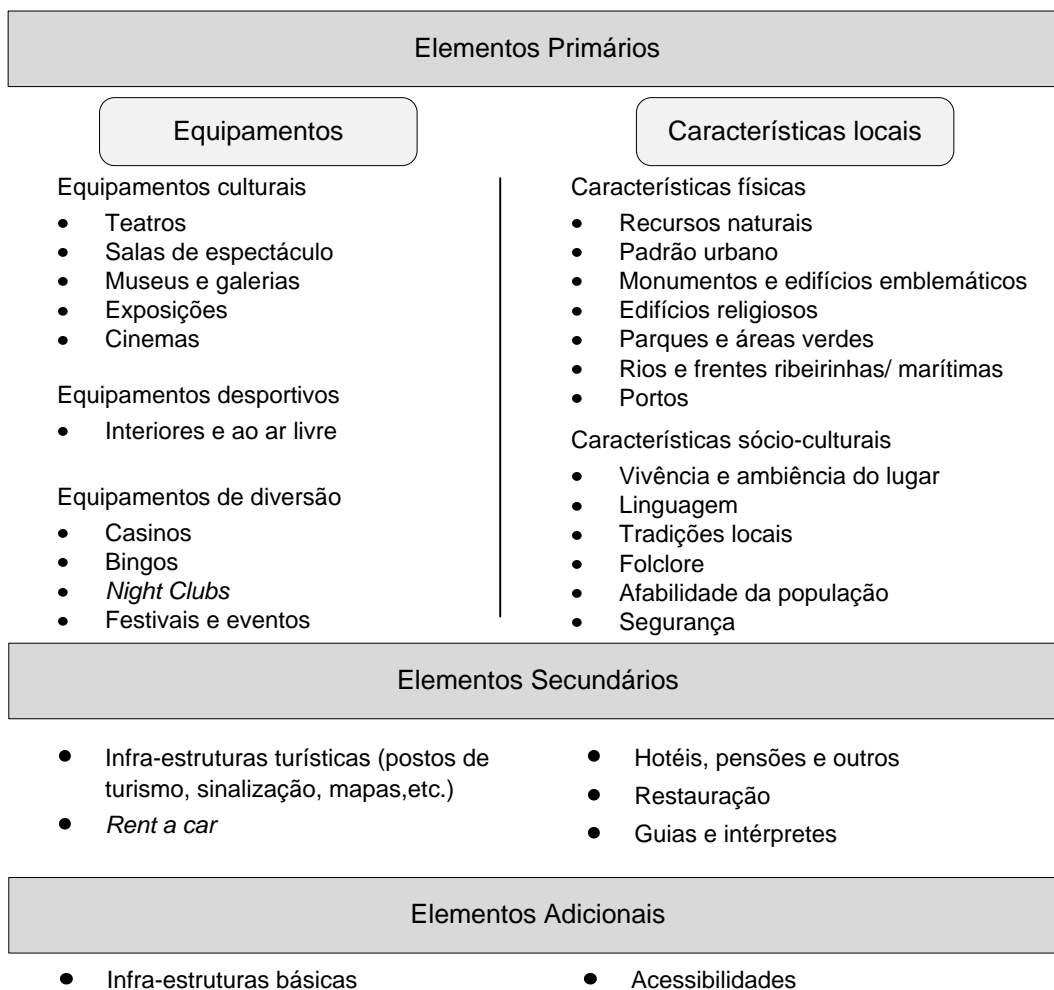 Elementos Primários
Equipamentos
Equipamentos culturais
• Teatros
• Salas de espectáculo
• Museus e galerias
• Exposições
• Cinemas
Equipamentos desportivos
• Interiores e ao ar livre
Equipamentos de diversão
• Casinos
• Bingos
• Night Clubs
• Festivais e eventos
Características locais
Características físicas
• Recursos naturais
• Padrão urbano
• Monumentos e edifícios emblemáticos
• Edifícios religiosos
• Parques e áreas verdes
• Rios e frentes ribeirinhas/ marítimas
• Portos
Características sócio-culturais
• Vivência e ambiência do lugar
• Linguagem
• Tradições locais
• Folclore
• Afabilidade da população
• Segurança
Elementos Secundários
• Infra-estruturas turísticas (postos de
turismo, sinalização, mapas,etc.)
• Rent a car
• Hotéis, pensões e outros
• Restauração
• Guias e intérpretes
Elementos Adicionais
• Infra-estruturas básicas
• Acessibilidades